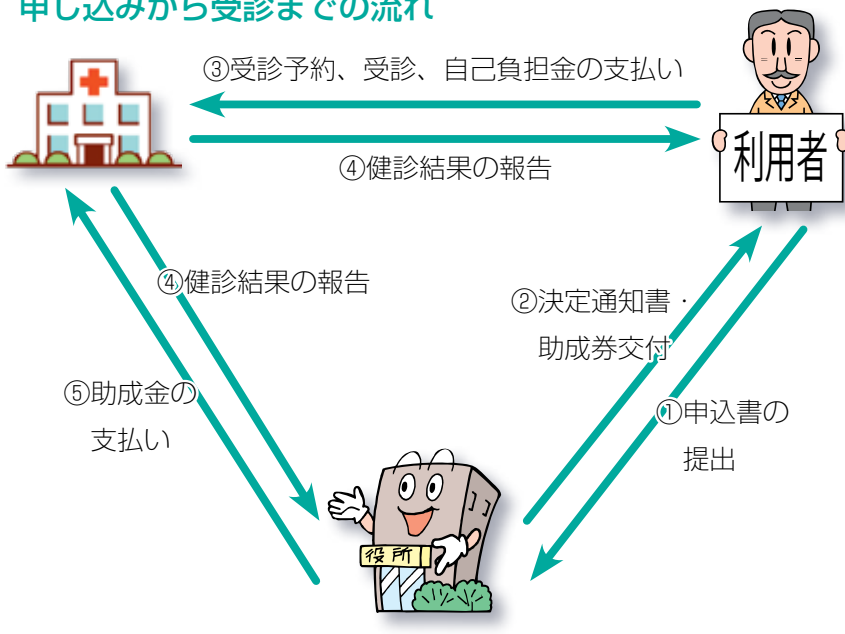 申し込みから受診までの流れ
③受診予約、受診、自己負担金の支払い
利用者
④健診結果の報告
④健診結果の報告
②決定通知書・
助成券交付
⑤助成金の
支払い
①申込書の
提出
役所